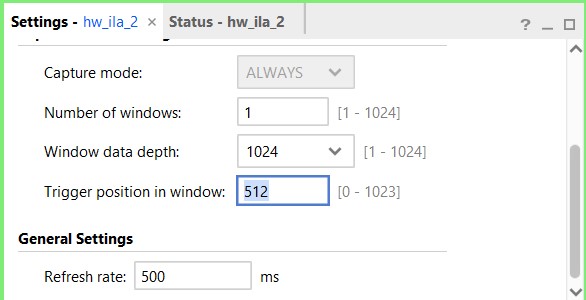 Settings - hw_ila_2 × Status - hw_ila_2
? _
Capture mode: ALWAYS
Number of windows: 1 [1 - 1024]
Window data depth: 1024 [1 - 1024]
Trigger position in window: 512 [0 - 1023]
General Settings
Refresh rate: 500 ms